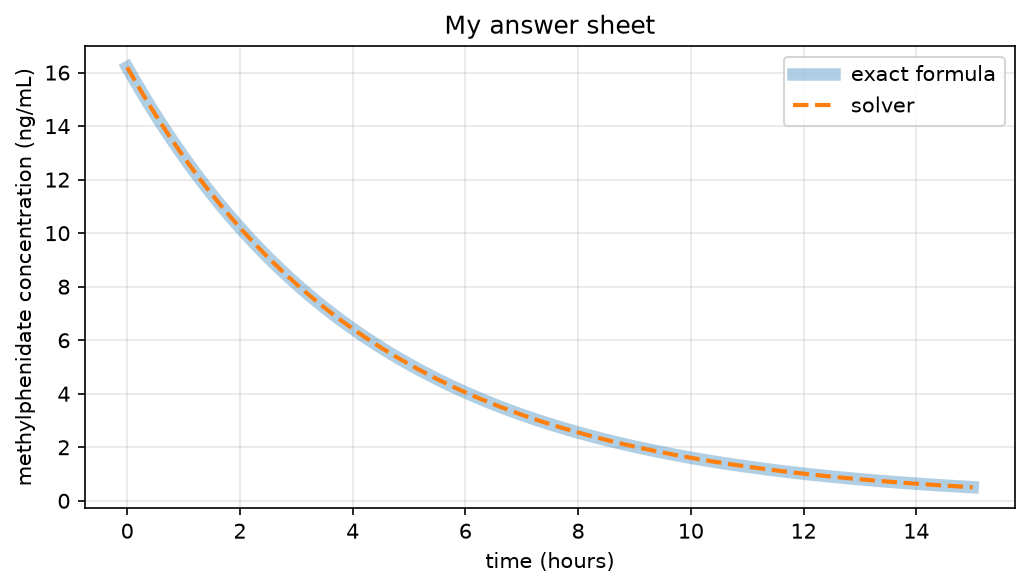 My answer sheet
exact formula
solver
methylphenidate concentration (ng/mL)
16
14
12
10
8
6
4
2
0
0 2 4 6 8 10 12 14
time (hours)